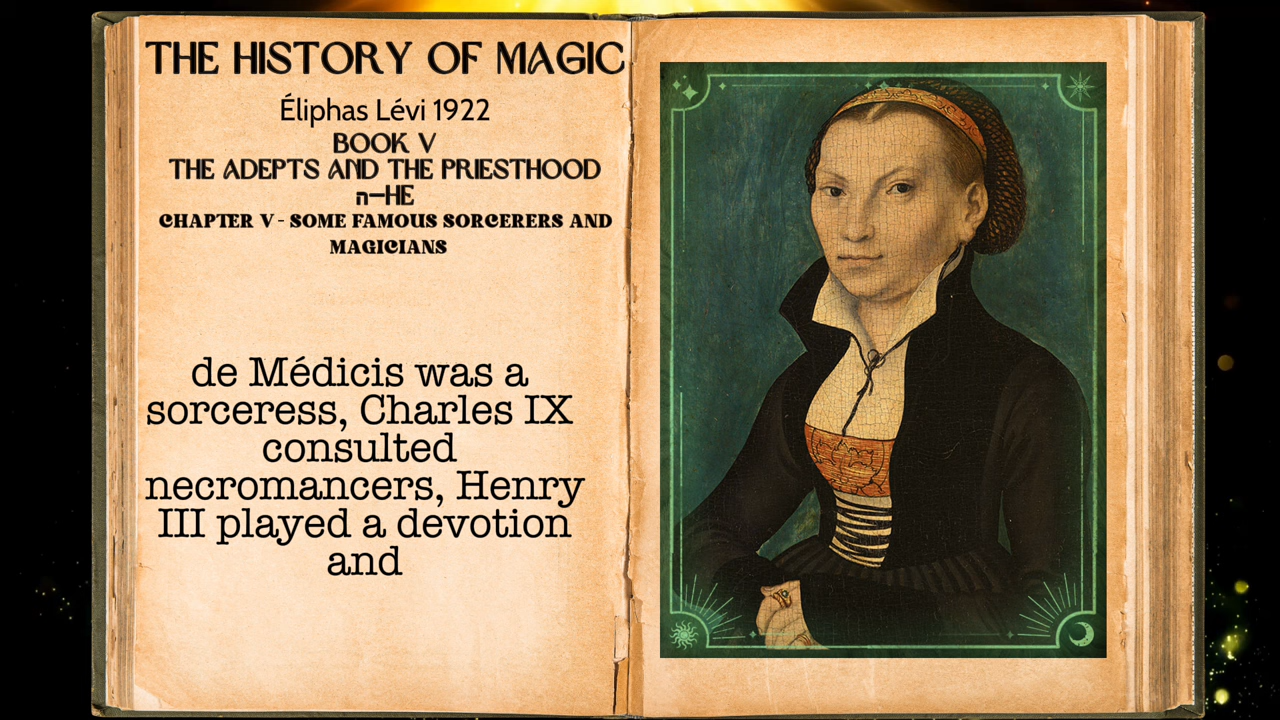 THE HISTORY OF MAGIC
Éliphas Lévi 1922
BOOK V
THE ADEPTS AND THE PRIESTHOOD
ה—HE
CHAPTER V - SOME FAMOUS SORCERERS AND
MAGICIANS
de Médicis was a
sorceress, Charles IX
consulted
necromancers, Henry
III played a devotion
and